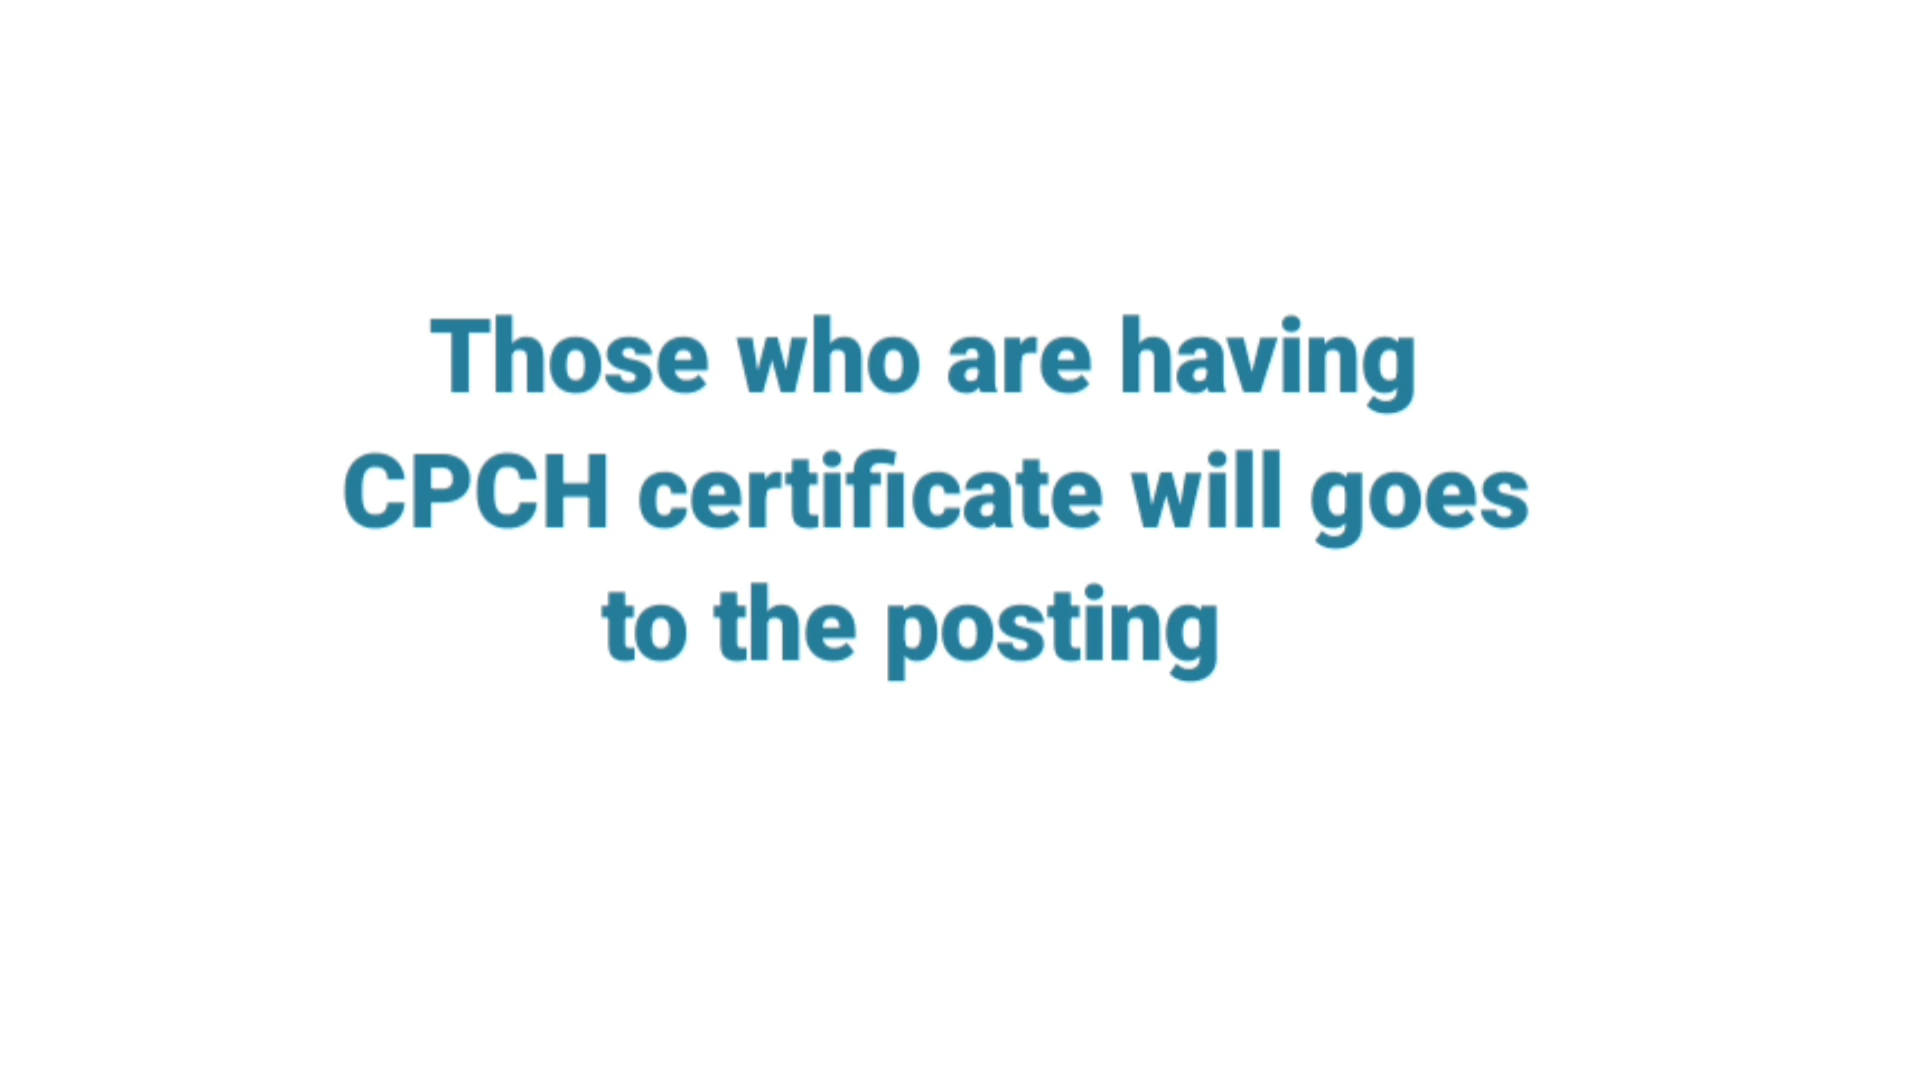 Those who are having
CPCH certificate will goes
to the posting